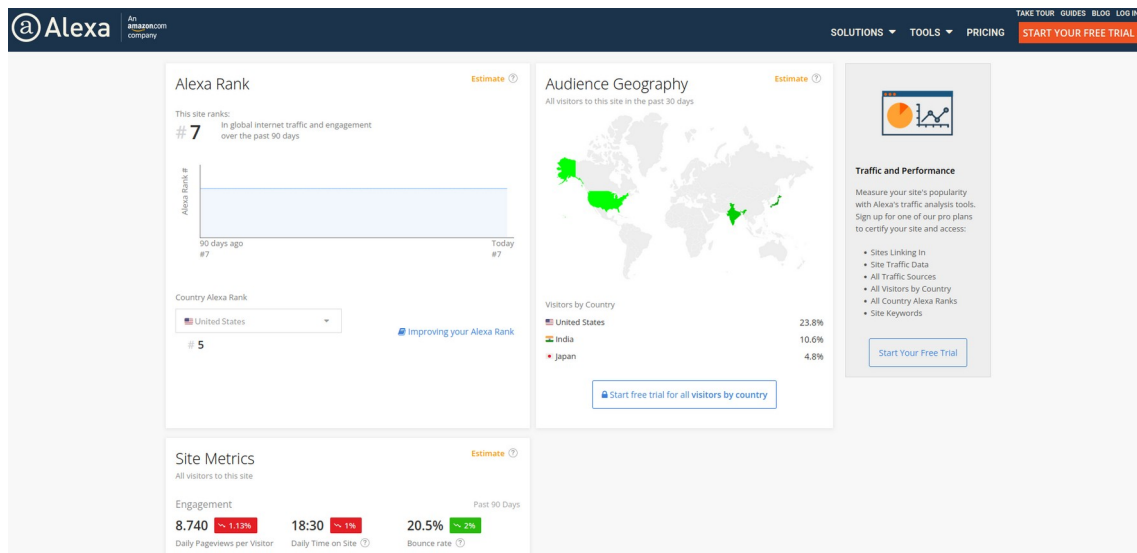 Alexa
An
amazon.com
company
TAKE TOUR GUIDES BLOG LOG IN
SOLUTIONS TOOLS PRICING START YOUR FREE TRIAL
Alexa Rank
Estimate ?
This site ranks:
# 7
In global internet traffic and engagement
over the past 90 days
Alexa Rank #
90 days ago
#7
Today
#7
Country Alexa Rank
United States
# 5
Improving your Alexa Rank
Audience Geography
Estimate ?
All visitors to this site in the past 30 days
Visitors by Country
United States 23.8%
India 10.6%
Japan 4.8%
Start free trial for all visitors by country
Traffic and Performance
Measure your site's popularity
with Alexa's traffic analysis tools.
Sign up for one of our pro plans
to certify your site and access:
• Sites Linking In
• Site Traffic Data
• All Traffic Sources
• All Visitors by Country
• All Country Alexa Ranks
• Site Keywords
Start Your Free Trial
Site Metrics
Estimate ?
All visitors to this site
Engagement Past 90 Days
8.740 1.13% 18:30 1% 20.5% 2%
Daily Pageviews per Visitor Daily Time on Site ? Bounce rate ?